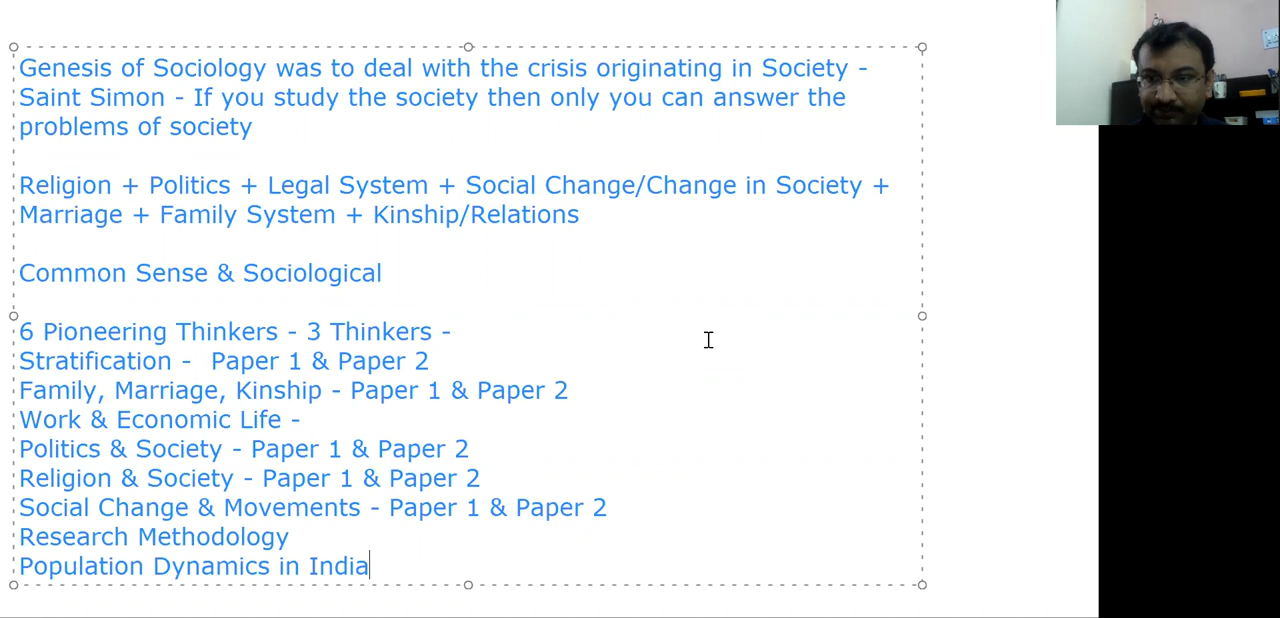 Genesis of Sociology was to deal with the crisis originating in Society -
Saint Simon - If you study the society then only you can answer the
problems of society
Religion + Politics + Legal System + Social Change/Change in Society +
Marriage + Family System + Kinship/Relations
Common Sense & Sociological
6 Pioneering Thinkers - 3 Thinkers -
Stratification -  Paper 1 & Paper 2
Family, Marriage, Kinship - Paper 1 & Paper 2
Work & Economic Life -
Politics & Society - Paper 1 & Paper 2
Religion & Society - Paper 1 & Paper 2
Social Change & Movements - Paper 1 & Paper 2
Research Methodology
Population Dynamics in India